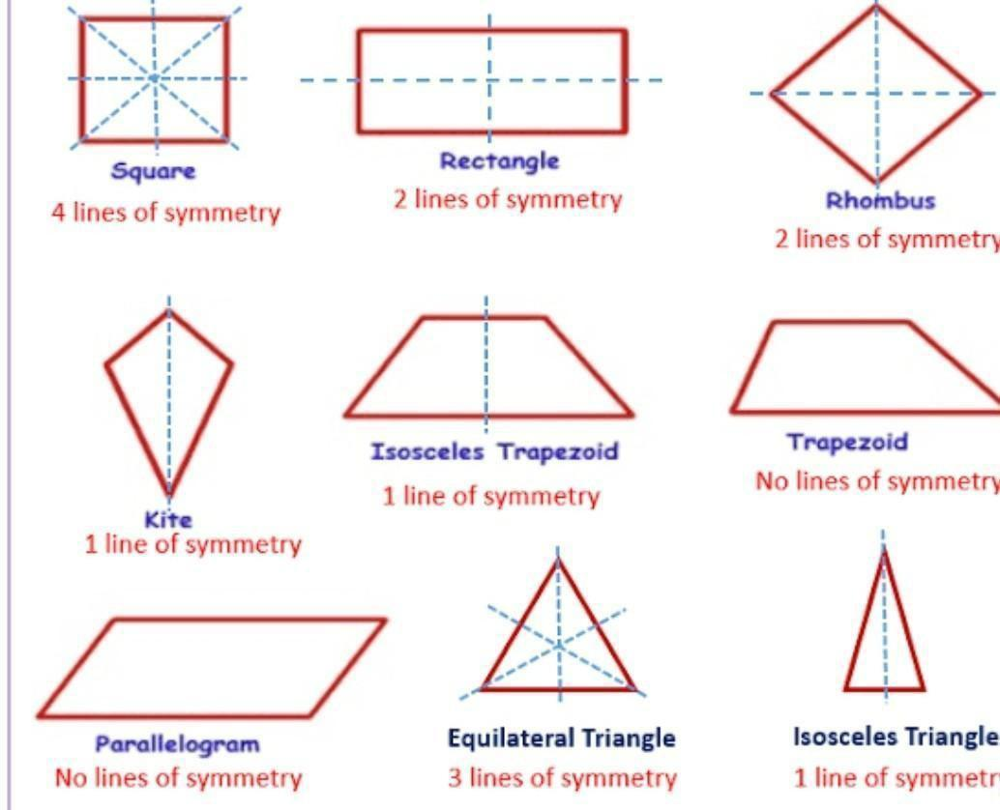 Square
4 lines of symmetry
Rectangle
2 lines of symmetry
Rhombus
2 lines of symmetry
Kite
1 line of symmetry
Isosceles Trapezoid
1 line of symmetry
Trapezoid
No lines of symmetry
Parallelogram
No lines of symmetry
Equilateral Triangle
3 lines of symmetry
Isosceles Triangle
1 line of symmetr